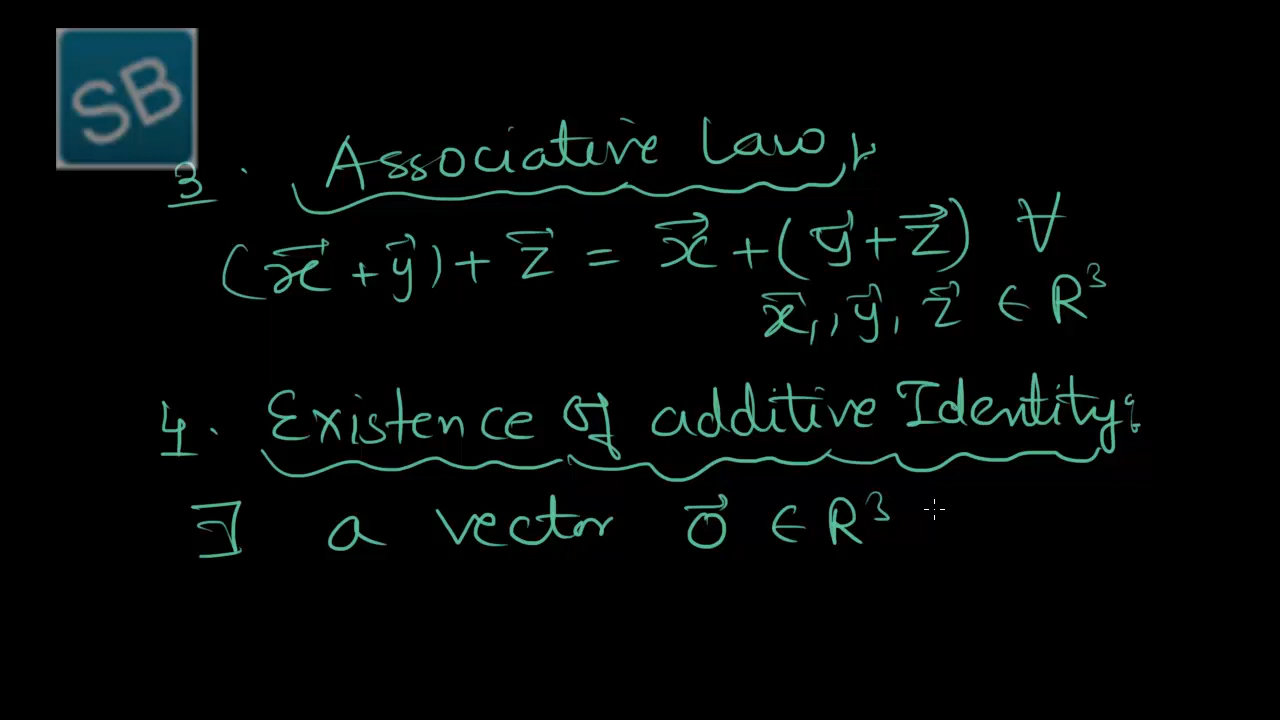 SB
3. Associative Law:
(x⃗ + y⃗) + z⃗ = x⃗ + (y⃗ + z⃗) ∀
x⃗, y⃗, z⃗ ∈ R³
4. Existence of additive Identity:
∃ a vector 0⃗ ∈ R³